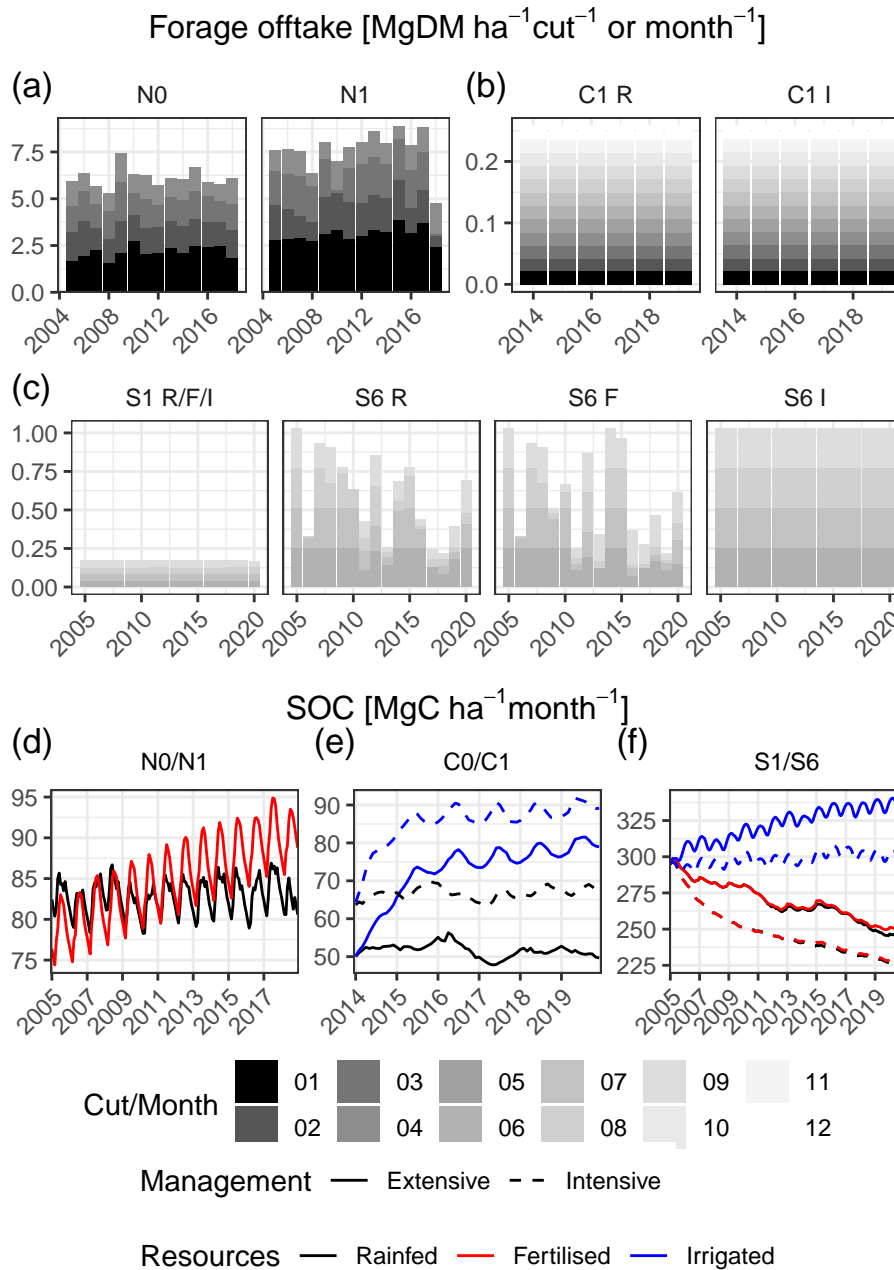 Forage offtake [MgDM ha⁻¹cut⁻¹ or month⁻¹]
(a) N0 N1 (b) C1 R C1 I
7.5
5.0
2.5
0.0
2004 2008 2012 2016 2004 2008 2012 2016
0.2
0.1
0.0
2014 2016 2018 2014 2016 2018
(c) S1 R/F/I S6 R S6 F S6 I
1.00
0.75
0.50
0.25
0.00
2005 2010 2015 2020 2005 2010 2015 2020 2005 2010 2015 2020 2005 2010 2015 2020
SOC [MgC ha⁻¹month⁻¹]
(d) N0/N1 (e) C0/C1 (f) S1/S6
95
90
85
80
75
2005 2007 2009 2011 2013 2015 2017
90
80
70
60
50
2014 2015 2016 2017 2018 2019
325
300
275
250
225
2005 2007 2009 2011 2013 2015 2017 2019
Cut/Month
01 03 05 07 09 11
02 04 06 08 10 12
Management Extensive Intensive
Resources Rainfed Fertilised Irrigated